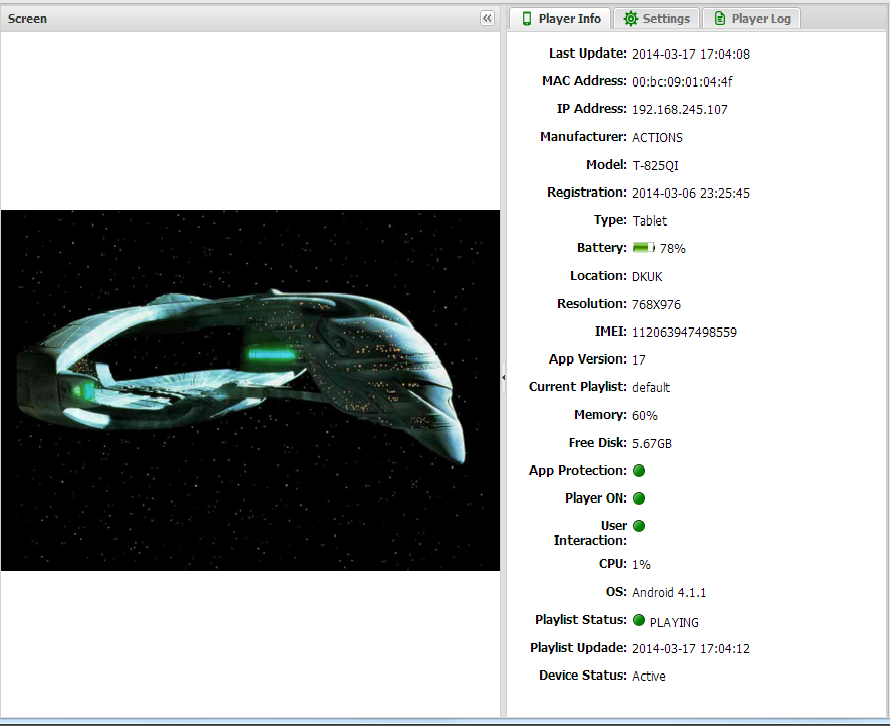 Screen
Player Info Settings Player Log
Last Update: 2014-03-17 17:04:08
MAC Address: 00:bc:09:01:04:4f
IP Address: 192.168.245.107
Manufacturer: ACTIONS
Model: T-825QI
Registration: 2014-03-06 23:25:45
Type: Tablet
Battery: 78%
Location: DKUK
Resolution: 768X976
IMEI: 112063947498559
App Version: 17
Current Playlist: default
Memory: 60%
Free Disk: 5.67GB
App Protection:
Player ON:
User
Interaction:
CPU: 1%
OS: Android 4.1.1
Playlist Status: PLAYING
Playlist Updade: 2014-03-17 17:04:12
Device Status: Active